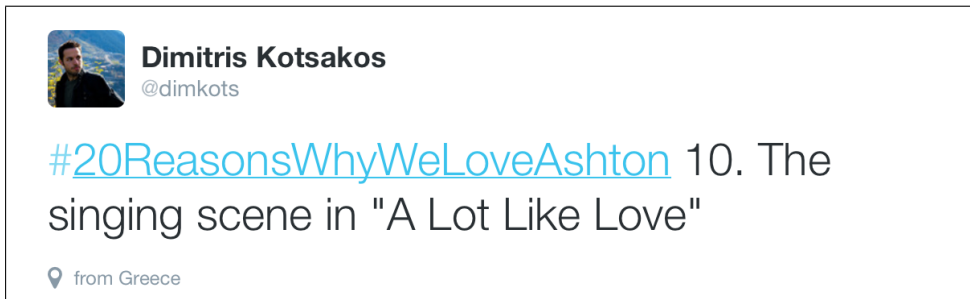 Dimitris Kotsakos
@dimkots
#20ReasonsWhyWeLoveAshton 10. The
singing scene in "A Lot Like Love"
from Greece